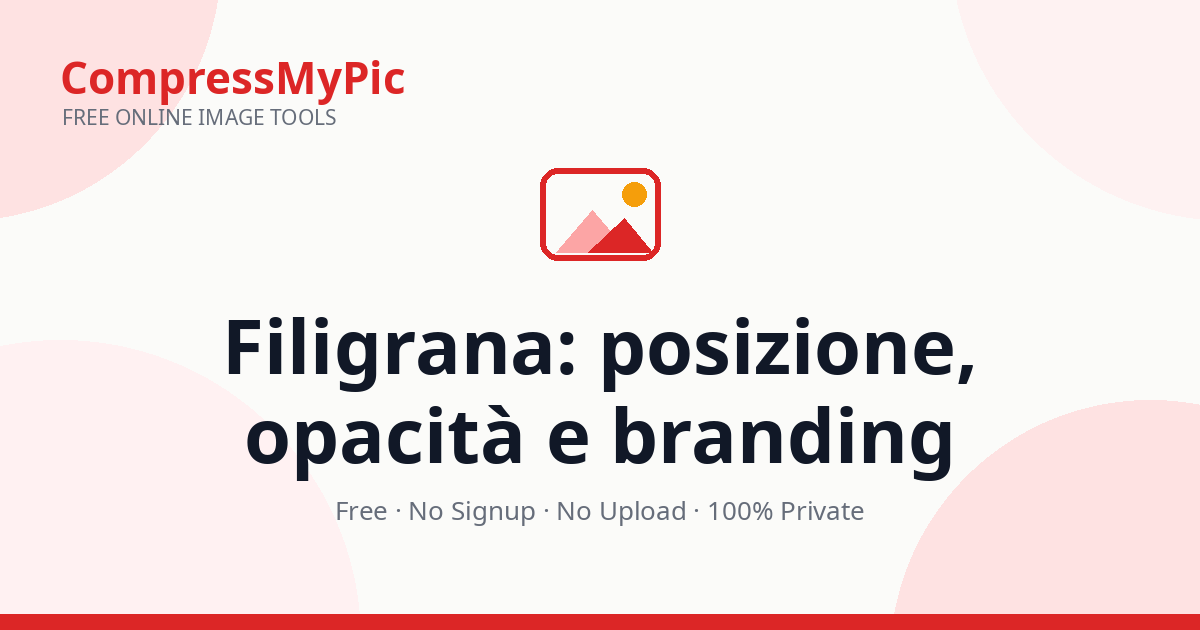 CompressMyPic
FREE ONLINE IMAGE TOOLS
Filigrana: posizione,
opacità e branding
Free · No Signup · No Upload · 100% Private